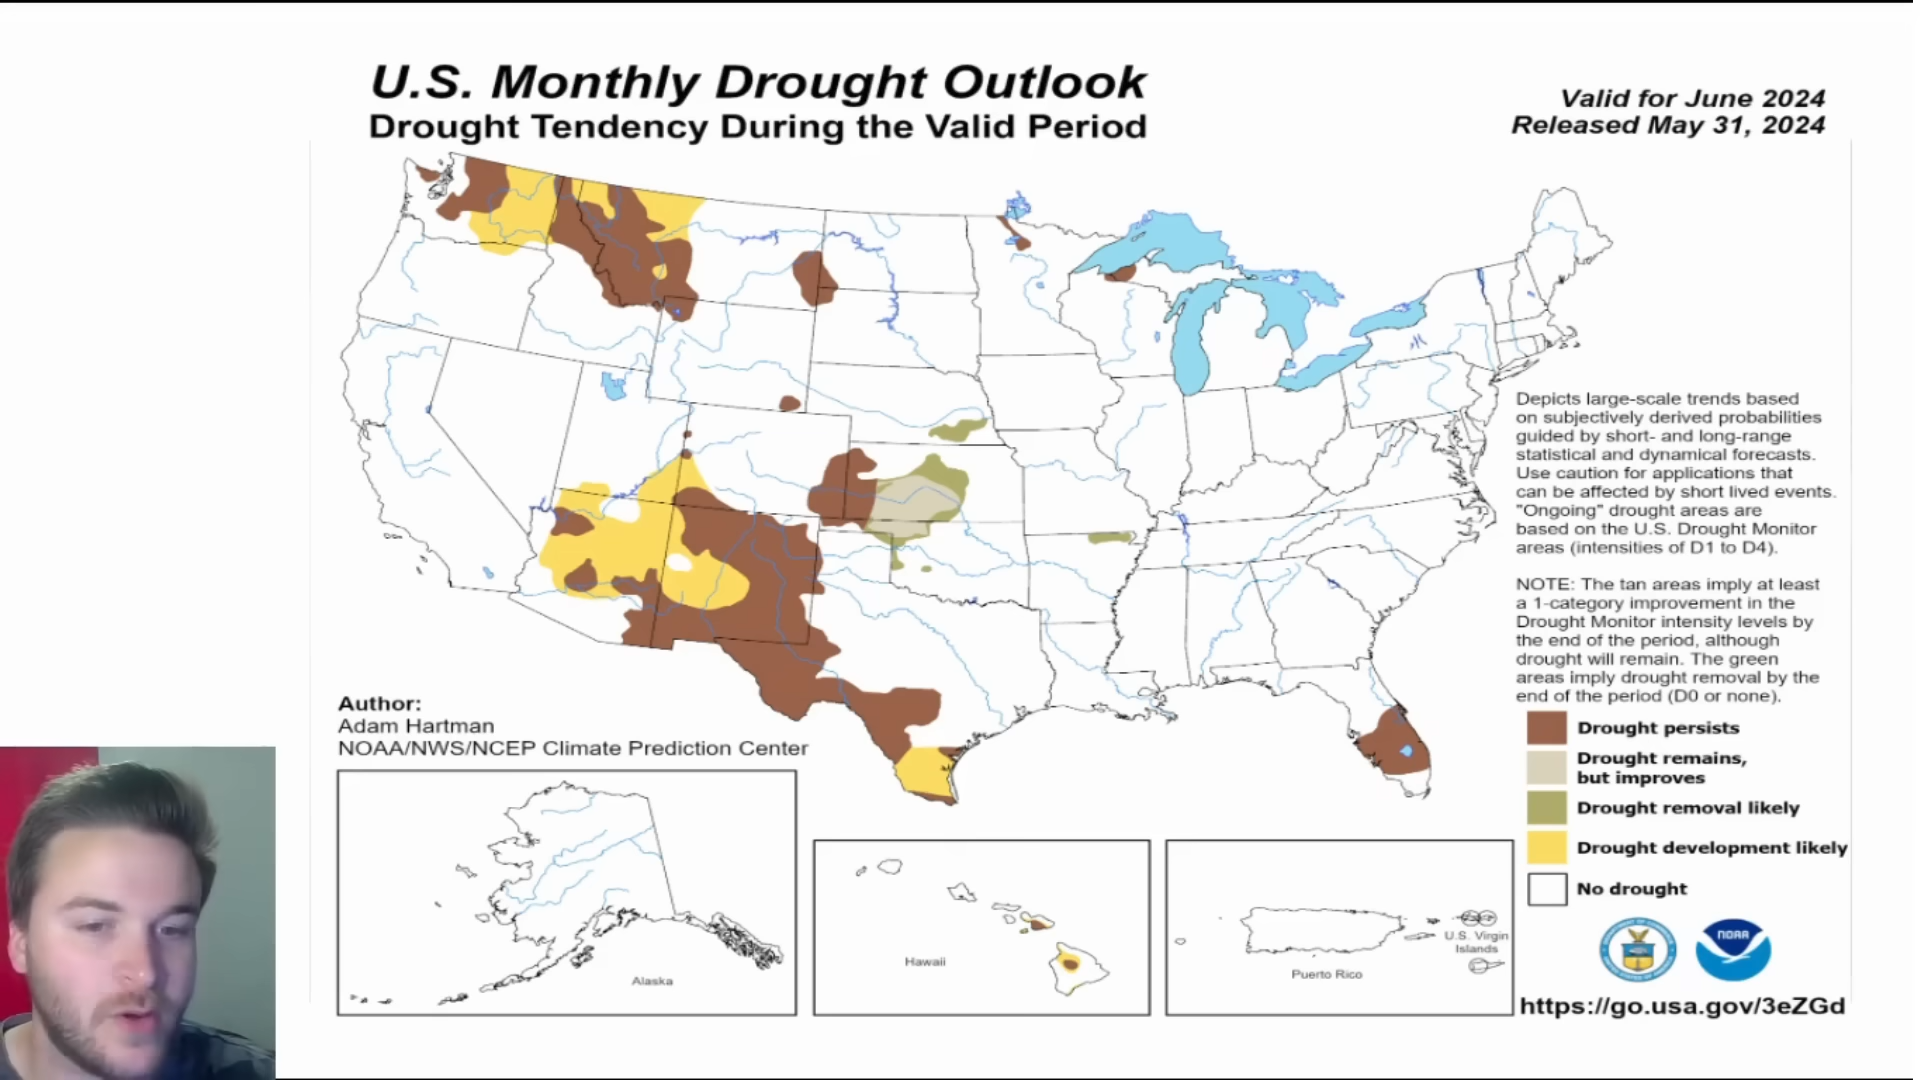 U.S. Monthly Drought Outlook
Drought Tendency During the Valid Period
Valid for June 2024
Released May 31, 2024
Depicts large-scale trends based
on subjectively derived probabilities
guided by short- and long-range
statistical and dynamical forecasts.
Use caution for applications that
can be affected by short lived events.
"Ongoing" drought areas are
based on the U.S. Drought Monitor
areas (intensities of D1 to D4).
NOTE: The tan areas imply at least
a 1-category improvement in the
Drought Monitor intensity levels by
the end of the period, although
drought will remain. The green
areas imply drought removal by the
end of the period (D0 or none).
Author:
Adam Hartman
NOAA/NWS/NCEP Climate Prediction Center
Drought persists
Drought remains,
but improves
Drought removal likely
Drought development likely
No drought
Alaska
Hawaii
Puerto Rico
U.S. Virgin
Islands
NOAA
https://go.usa.gov/3eZGd